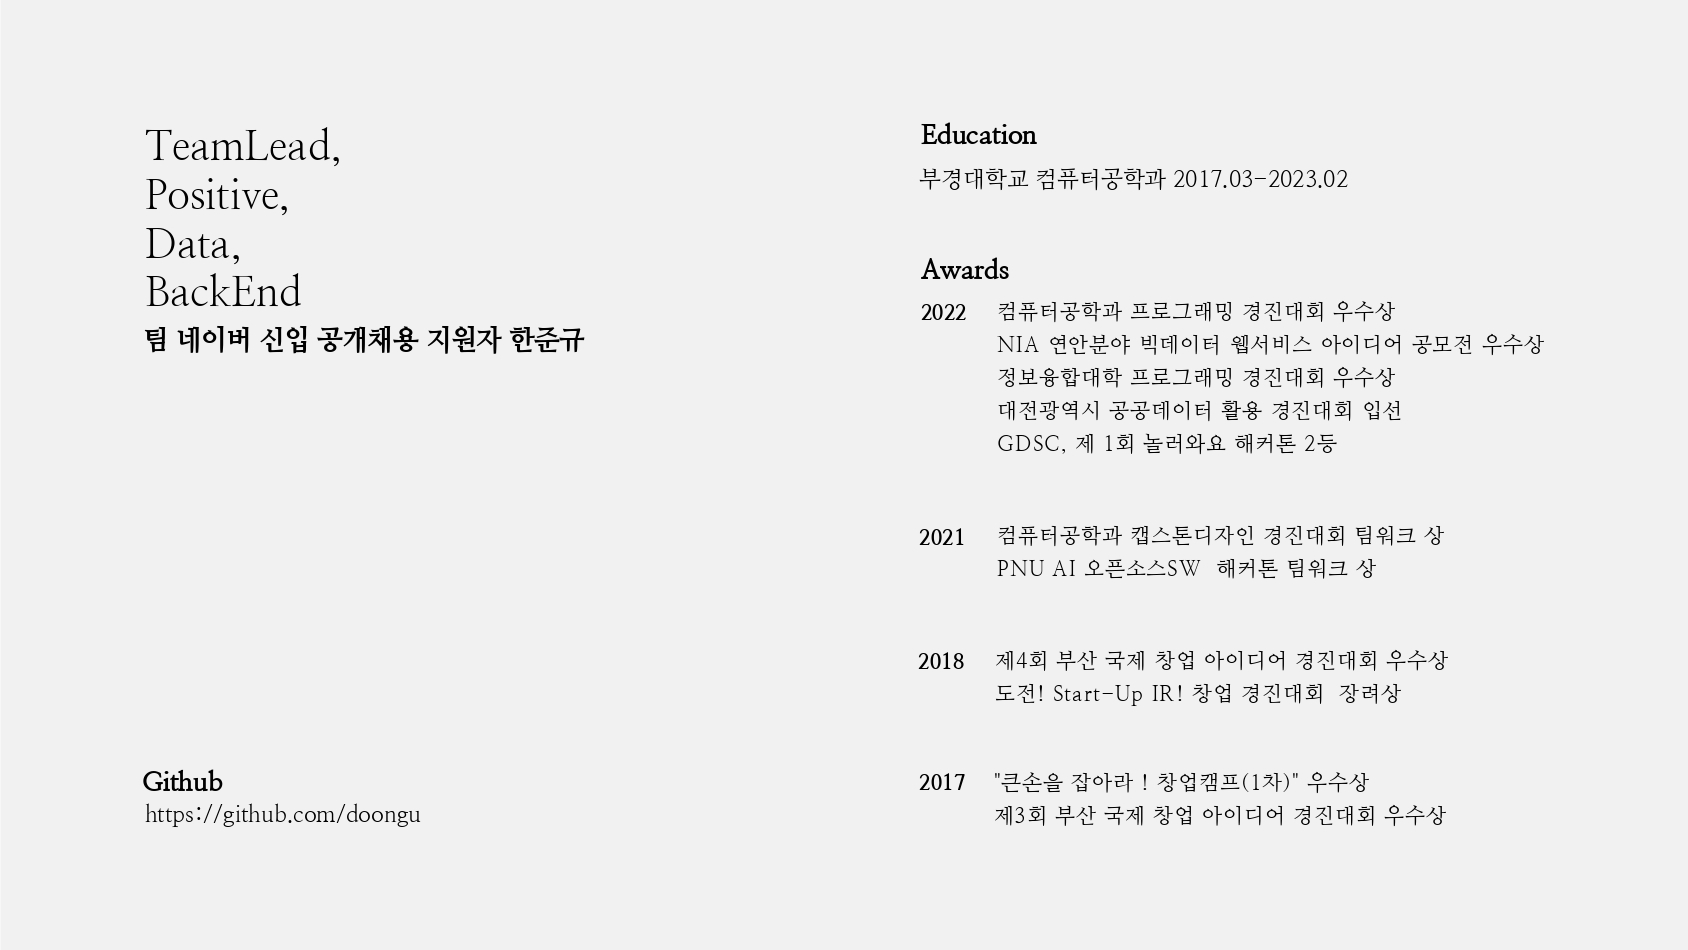 TeamLead,
Positive,
Data,
BackEnd
팀 네이버 신입 공개채용 지원자 한준규
Github
https://github.com/doongu
Education
부경대학교 컴퓨터공학과 2017.03-2023.02
Awards
2022 컴퓨터공학과 프로그래밍 경진대회 우수상
NIA 연안분야 빅데이터 웹서비스 아이디어 공모전 우수상
정보융합대학 프로그래밍 경진대회 우수상
대전광역시 공공데이터 활용 경진대회 입선
GDSC, 제 1회 놀러와요 해커톤 2등
2021 컴퓨터공학과 캡스톤디자인 경진대회 팀워크 상
PNU AI 오픈소스SW 해커톤 팀워크 상
2018 제4회 부산 국제 창업 아이디어 경진대회 우수상
도전! Start-Up IR! 창업 경진대회 장려상
2017 "큰손을 잡아라 ! 창업캠프(1차)" 우수상
제3회 부산 국제 창업 아이디어 경진대회 우수상